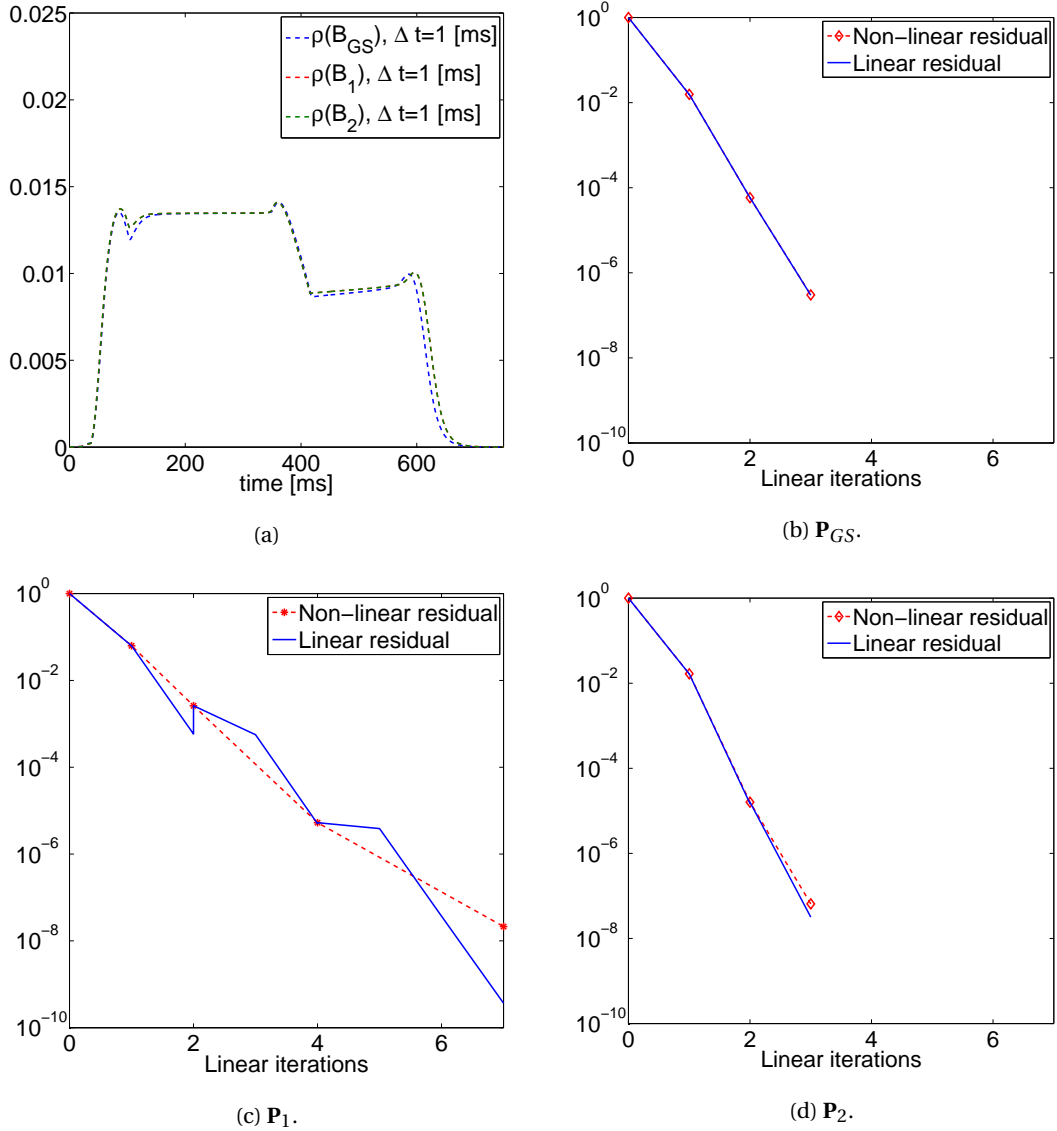 0.025
0.02
0.015
0.01
0.005
0
0 200 400 600
time [ms]
ρ(B_GS), Δ t=1 [ms]
ρ(B_1), Δ t=1 [ms]
ρ(B_2), Δ t=1 [ms]
(a)
10^0
10^−2
10^−4
10^−6
10^−8
10^−10
0 2 4 6
Linear iterations
Non−linear residual
Linear residual
(b) P_GS.
10^0
10^−2
10^−4
10^−6
10^−8
10^−10
0 2 4 6
Linear iterations
Non−linear residual
Linear residual
(c) P_1.
10^0
10^−2
10^−4
10^−6
10^−8
10^−10
0 2 4 6
Linear iterations
Non−linear residual
Linear residual
(d) P_2.